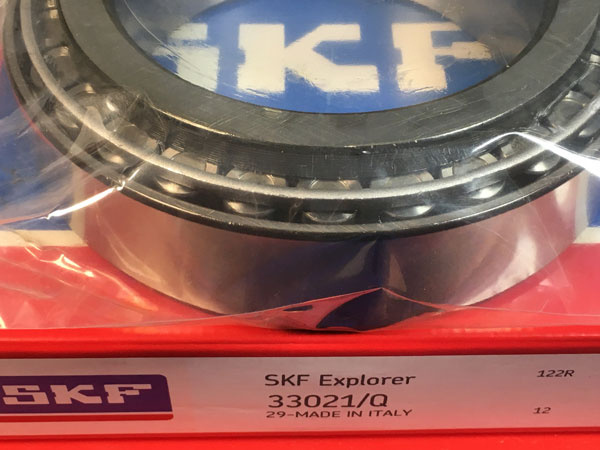 SKF
SKF
SKF Explorer
33021/Q
29-MADE IN ITALY
122R
12